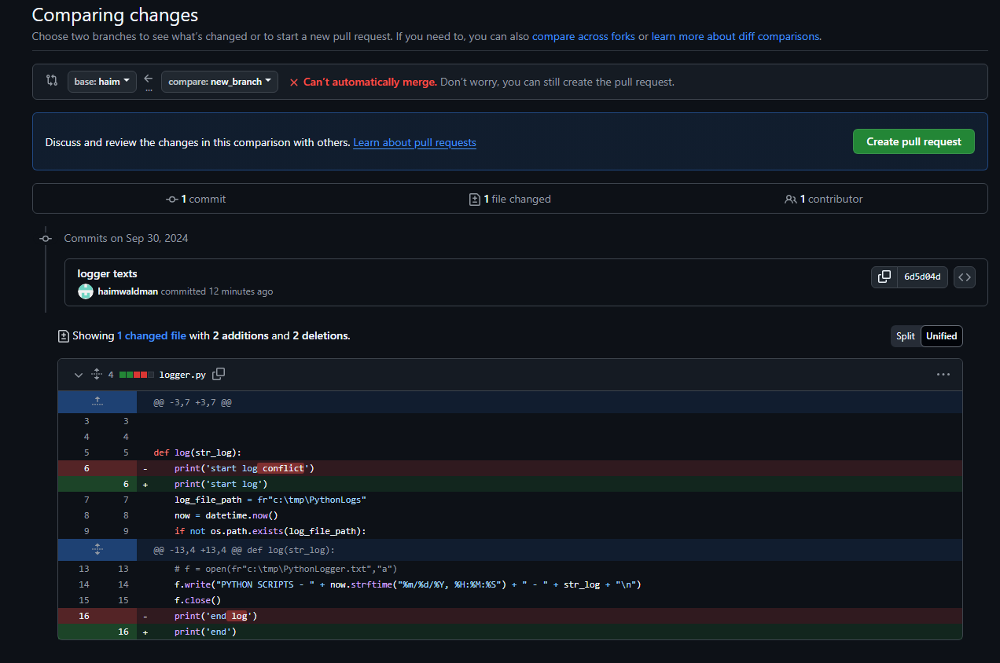 Comparing changes
Choose two branches to see what's changed or to start a new pull request. If you need to, you can also compare across forks or learn more about diff comparisons.
base: haim ... compare: new_branch Can't automatically merge. Don't worry, you can still create the pull request.
Discuss and review the changes in this comparison with others. Learn about pull requests Create pull request
1 commit 1 file changed 1 contributor
Commits on Sep 30, 2024
logger texts
haimwaldman committed 12 minutes ago 6d5d04d
Showing 1 changed file with 2 additions and 2 deletions. Split Unified
4 logger.py
@@ -3,7 +3,7 @@
3 3
4 4
5 5 def log(str_log):
6 - print('start log conflict')
6 + print('start log')
7 7 log_file_path = fr"c:\tmp\PythonLogs"
8 8 now = datetime.now()
9 9 if not os.path.exists(log_file_path):
@@ -13,4 +13,4 @@ def log(str_log):
13 13 # f = open(fr"c:\tmp\PythonLogger.txt","a")
14 14 f.write("PYTHON SCRIPTS - " + now.strftime("%m/%d/%Y, %H:%M:%S") + " - " + str_log + "\n")
15 15 f.close()
16 - print('end log')
16 + print('end')